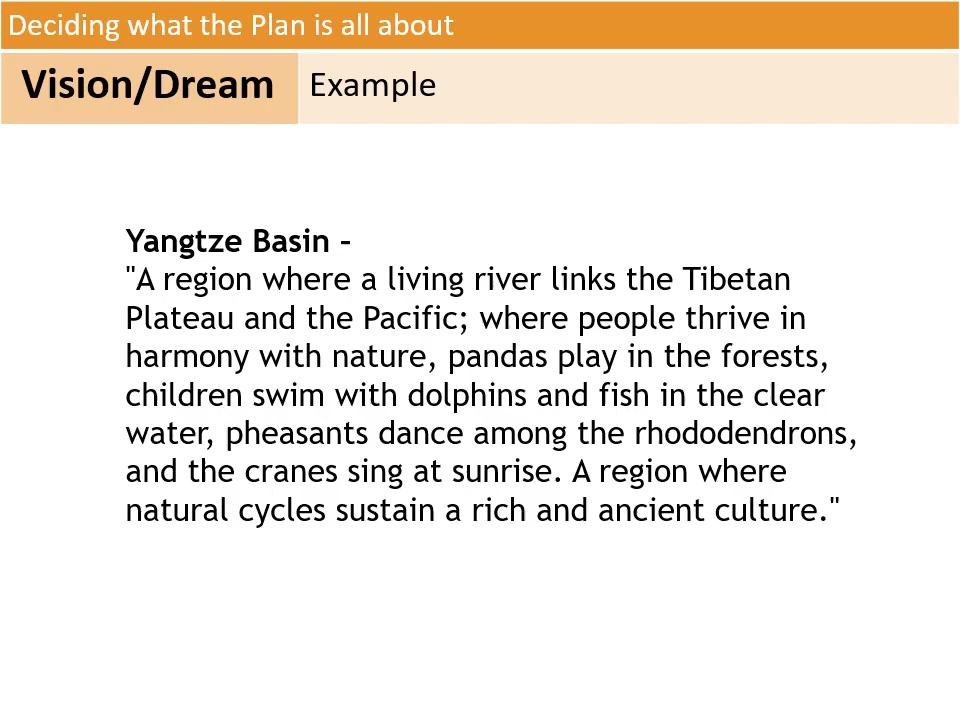 Deciding what the Plan is all about
Vision/Dream
Example
Yangtze Basin –
"A region where a living river links the Tibetan
Plateau and the Pacific; where people thrive in
harmony with nature, pandas play in the forests,
children swim with dolphins and fish in the clear
water, pheasants dance among the rhododendrons,
and the cranes sing at sunrise. A region where
natural cycles sustain a rich and ancient culture."